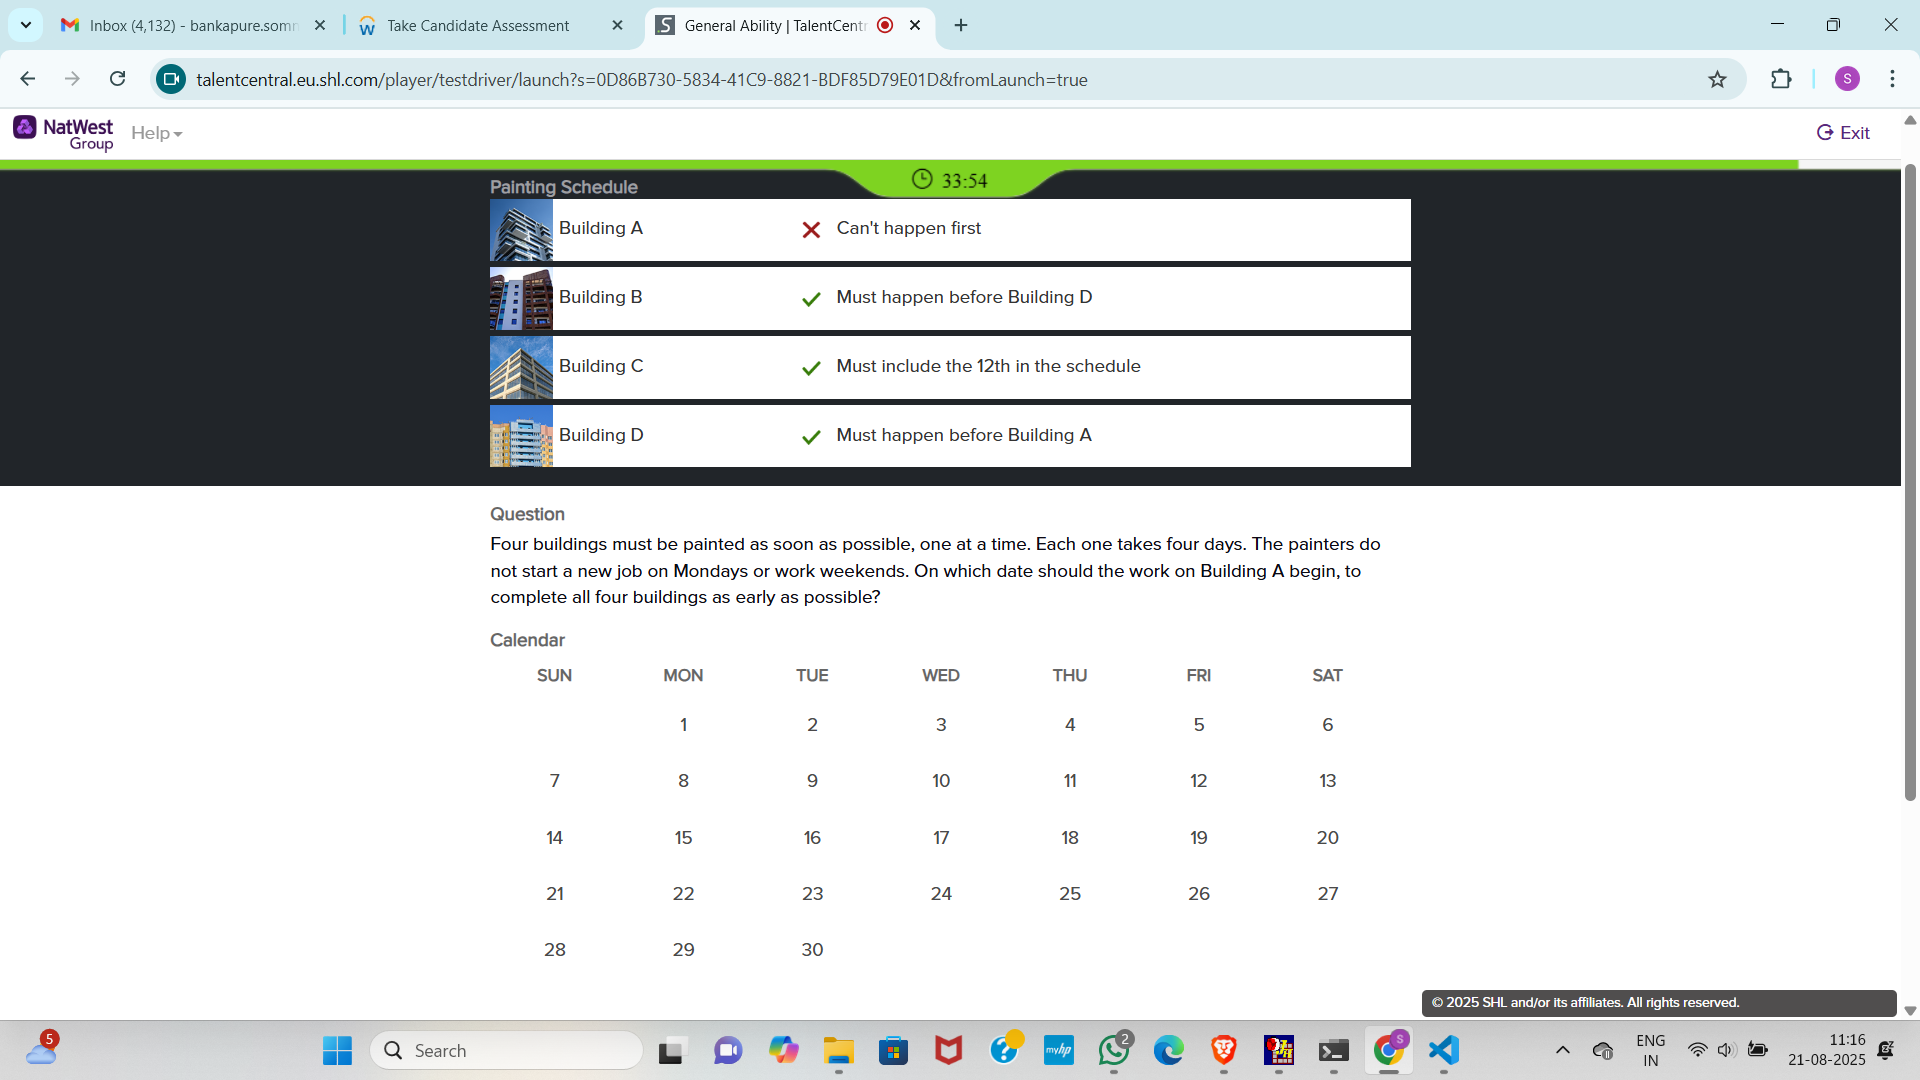 Inbox (4,132) - bankapure.somn
Take Candidate Assessment
General Ability | TalentCentr
talentcentral.eu.shl.com/player/testdriver/launch?s=0D86B730-5834-41C9-8821-BDF85D79E01D&fromLaunch=true
S
NatWest
Group
Help
Exit
33:54
Painting Schedule
Building A Can't happen first
Building B Must happen before Building D
Building C Must include the 12th in the schedule
Building D Must happen before Building A
Question
Four buildings must be painted as soon as possible, one at a time. Each one takes four days. The painters do
not start a new job on Mondays or work weekends. On which date should the work on Building A begin, to
complete all four buildings as early as possible?
Calendar
SUN MON TUE WED THU FRI SAT
1 2 3 4 5 6
7 8 9 10 11 12 13
14 15 16 17 18 19 20
21 22 23 24 25 26 27
28 29 30
© 2025 SHL and/or its affiliates. All rights reserved.
5
Search
myhp
2
S
ENG
IN
11:16
21-08-2025